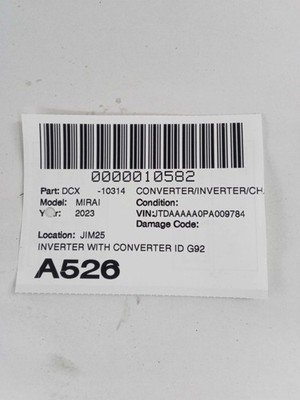 0000010582
Part: DCX -10314 CONVERTER/INVERTER/CH
Model: MIRAI Condition:
Year: 2023 VIN:JTDAAAAA0PA009784
Damage Code:
Location: JIM25
INVERTER WITH CONVERTER ID G92
A526